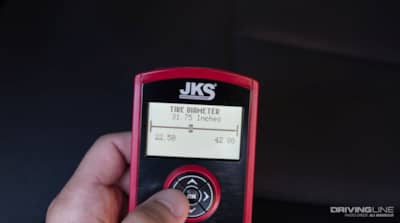 JKS
TIRE DIAMETER
31.75 Inches
22.50 42.00
DRIVINGLINE